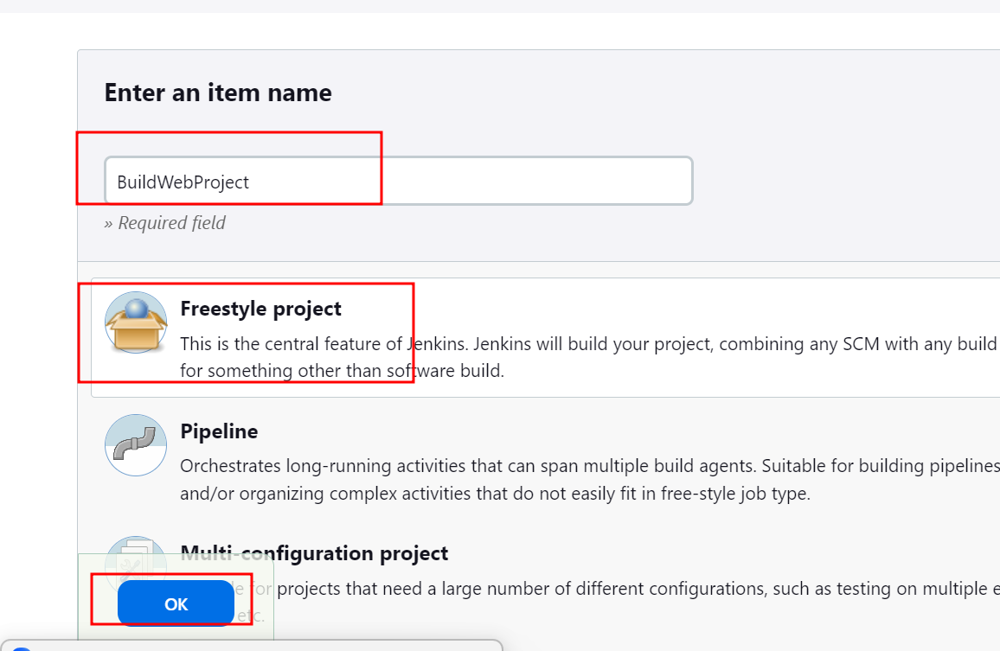 Enter an item name
BuildWebProject
» Required field
Freestyle project
This is the central feature of Jenkins. Jenkins will build your project, combining any SCM with any build
for something other than software build.
Pipeline
Orchestrates long-running activities that can span multiple build agents. Suitable for building pipelines
and/or organizing complex activities that do not easily fit in free-style job type.
Multi-configuration project
for projects that need a large number of different configurations, such as testing on multiple e
OK
etc.